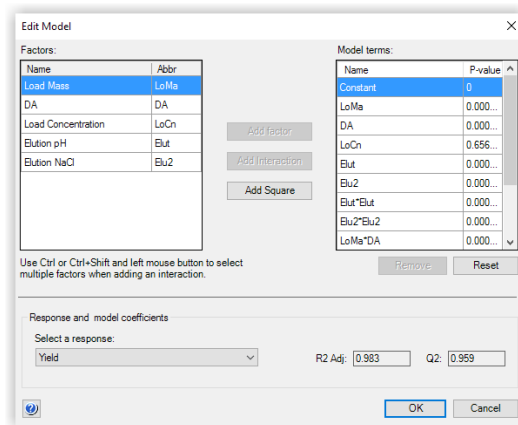 Edit Model
Factors:
Name Abbr
Load Mass LoMa
DA DA
Load Concentration LoCn
Elution pH Elut
Elution NaCl Elu2
Add factor
Add Interaction
Add Square
Model terms:
Name P-value
Constant 0
LoMa 0.000...
DA 0.000...
LoCn 0.656...
Elut 0.000...
Elu2 0.000...
Elut*Elut 0.000...
Elu2*Elu2 0.000...
LoMa*DA 0.000...
Use Ctrl or Ctrl+Shift and left mouse button to select
multiple factors when adding an interaction.
Remove Reset
Response and model coefficients
Select a response:
Yield
R2 Adj: 0.983 Q2: 0.959
OK Cancel